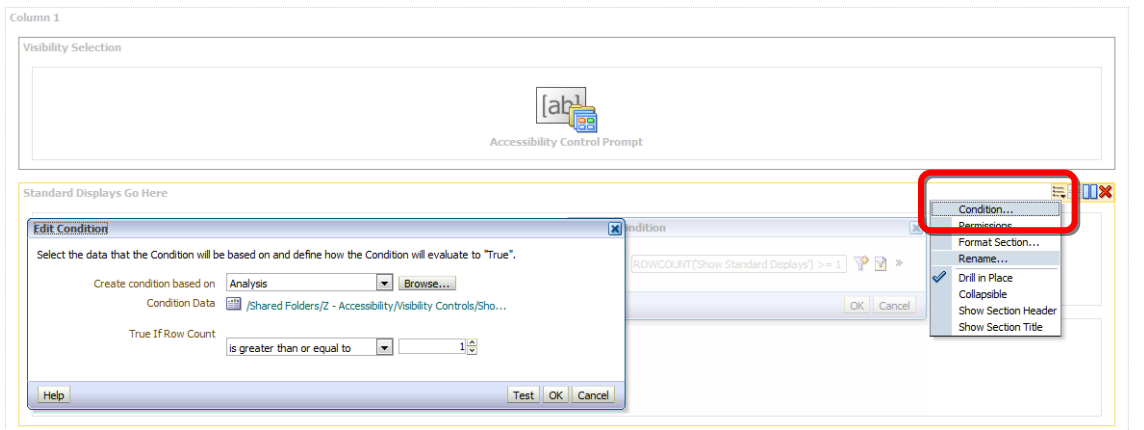 Column 1
Visibility Selection
[ab]
Accessibility Control Prompt
Standard Displays Go Here
Edit Condition
Select the data that the Condition will be based on and define how the Condition will evaluate to "True".
Create condition based on Analysis Browse...
Condition Data /Shared Folders/Z - Accessibility/Visibility Controls/Sho...
True If Row Count
is greater than or equal to 1
Help Test OK Cancel
ndition
ROWCOUNT('Show Standard Displays') >= 1 »
OK Cancel
Condition...
Permissions...
Format Section...
Rename...
Drill in Place
Collapsible
Show Section Header
Show Section Title